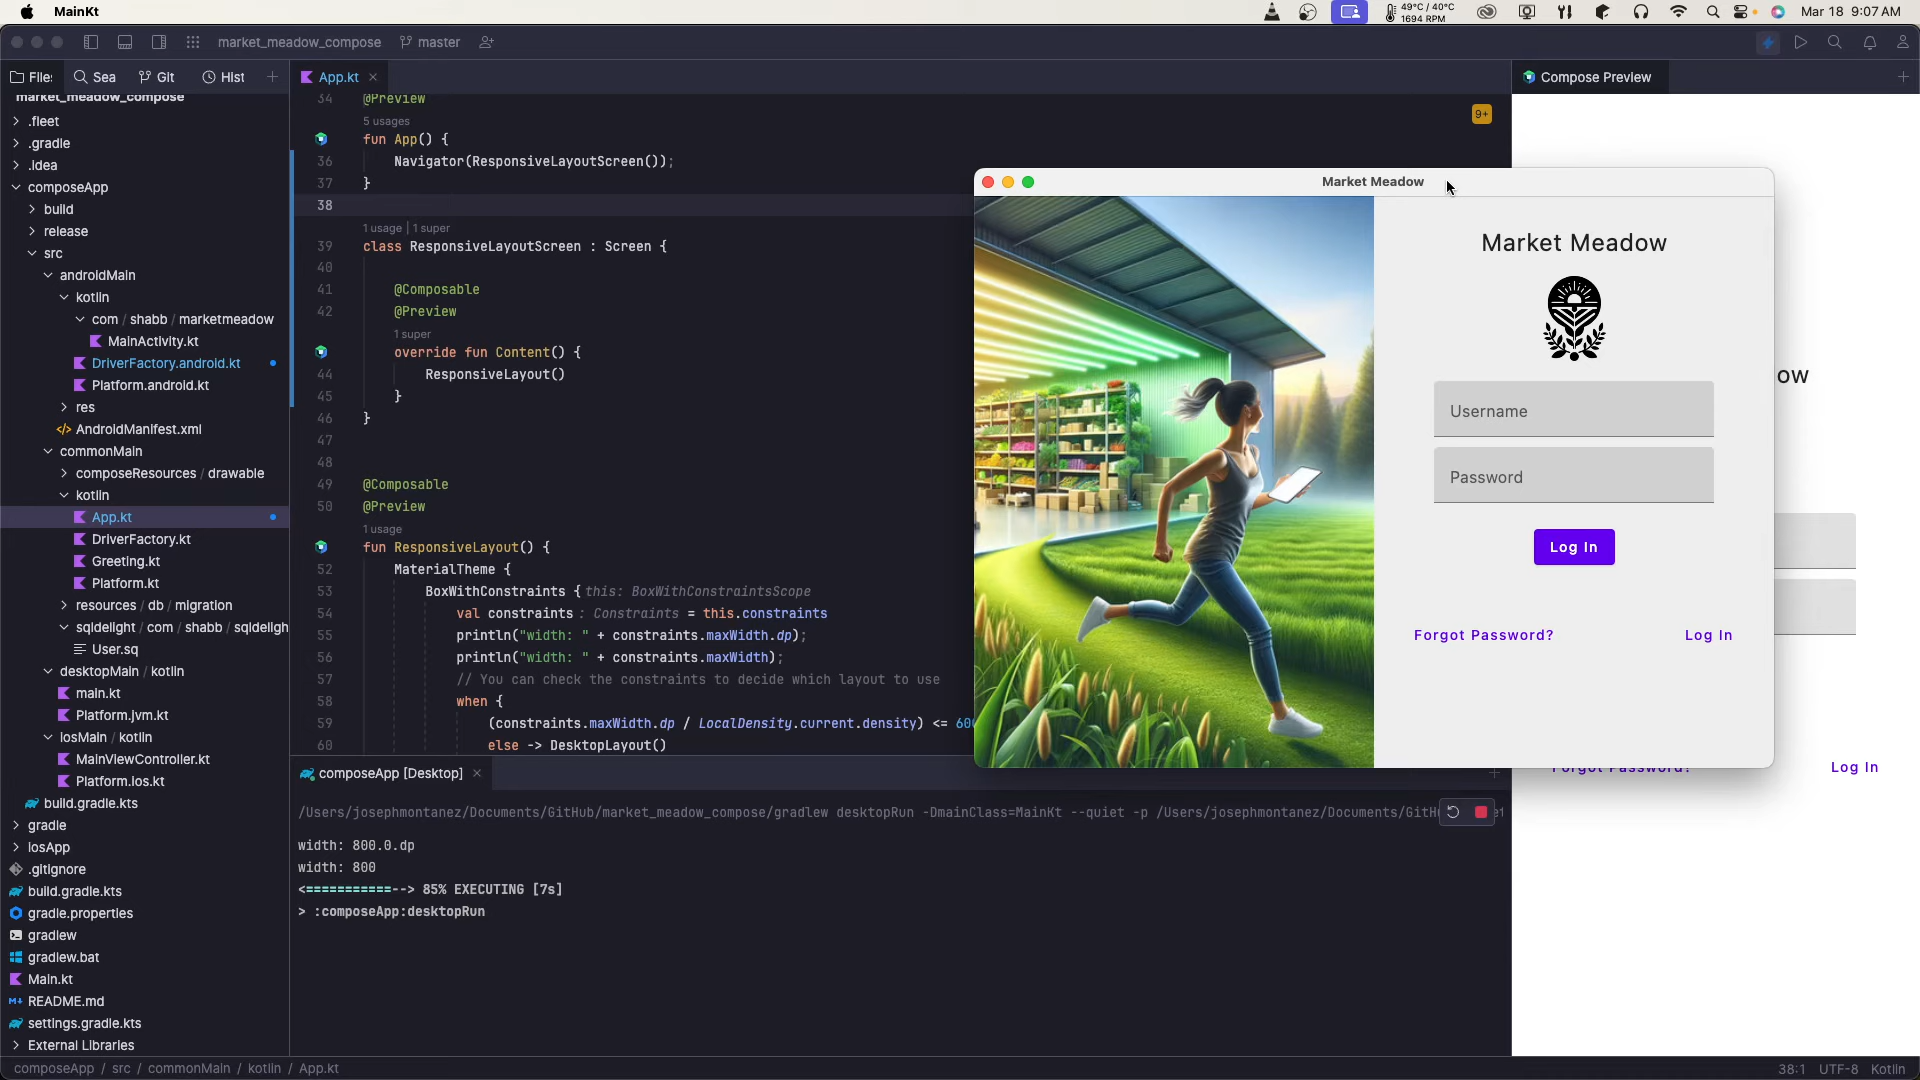 MainKt
49°C / 40°C
1694 RPM
Mar 18 9:07 AM
market_meadow_compose
master
Files
Sea
Git
Hist
App.kt
Compose Preview
market_meadow_compose
.fleet
.gradle
.idea
composeApp
build
release
src
androidMain
kotlin
com / shabb / marketmeadow
MainActivity.kt
DriverFactory.android.kt
Platform.android.kt
res
AndroidManifest.xml
commonMain
composeResources / drawable
kotlin
App.kt
DriverFactory.kt
Greeting.kt
Platform.kt
resources / db / migration
sqldelight / com / shabb / sqldeligh
User.sq
desktopMain / kotlin
main.kt
Platform.jvm.kt
iosMain / kotlin
MainViewController.kt
Platform.ios.kt
build.gradle.kts
gradle
iosApp
.gitignore
build.gradle.kts
gradle.properties
gradlew
gradlew.bat
Main.kt
README.md
settings.gradle.kts
External Libraries
34 @Preview
5 usages
fun App() {
36 Navigator(ResponsiveLayoutScreen());
37 }
38
1 usage | 1 super
39 class ResponsiveLayoutScreen : Screen {
40
41 @Composable
42 @Preview
1 super
override fun Content() {
44 ResponsiveLayout()
45 }
46 }
47
48
49 @Composable
50 @Preview
1 usage
fun ResponsiveLayout() {
52 MaterialTheme {
53 BoxWithConstraints { this: BoxWithConstraintsScope
54 val constraints : Constraints = this.constraints
55 println("width: " + constraints.maxWidth.dp);
56 println("width: " + constraints.maxWidth);
57 // You can check the constraints to decide which layout to use
58 when {
59 (constraints.maxWidth.dp / LocalDensity.current.density) <= 60
60 else -> DesktopLayout()
9+
Market Meadow
Market Meadow
Username
Password
Log In
Forgot Password?
Log In
ow
Forgot Password?
Log In
composeApp [Desktop]
/Users/josephmontanez/Documents/GitHub/market_meadow_compose/gradlew desktopRun -DmainClass=MainKt --quiet -p /Users/josephmontanez/Documents/GitH
width: 800.0.dp
width: 800
<===========--> 85% EXECUTING [7s]
> :composeApp:desktopRun
composeApp / src / commonMain / kotlin / App.kt
38:1 UTF-8 Kotlin